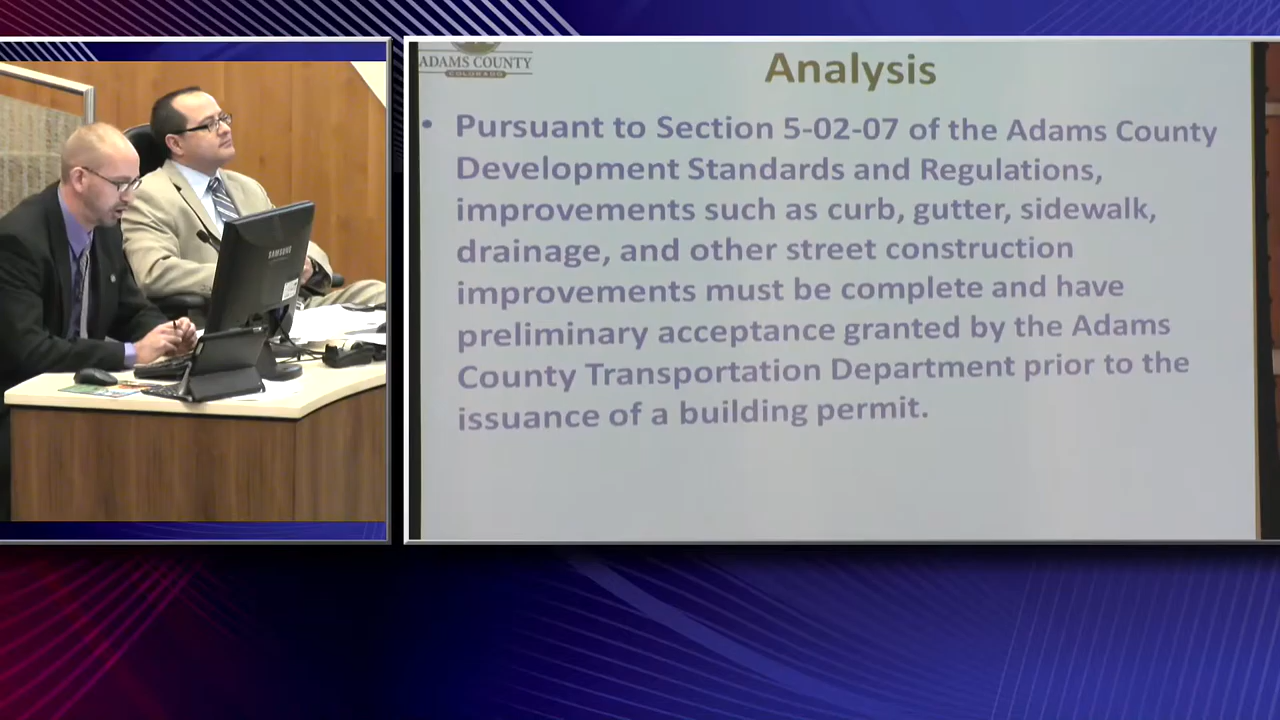 ADAMS COUNTY
COLORADO
Analysis
• Pursuant to Section 5-02-07 of the Adams County
Development Standards and Regulations,
improvements such as curb, gutter, sidewalk,
drainage, and other street construction
improvements must be complete and have
preliminary acceptance granted by the Adams
County Transportation Department prior to the
issuance of a building permit.
SAMSUNG